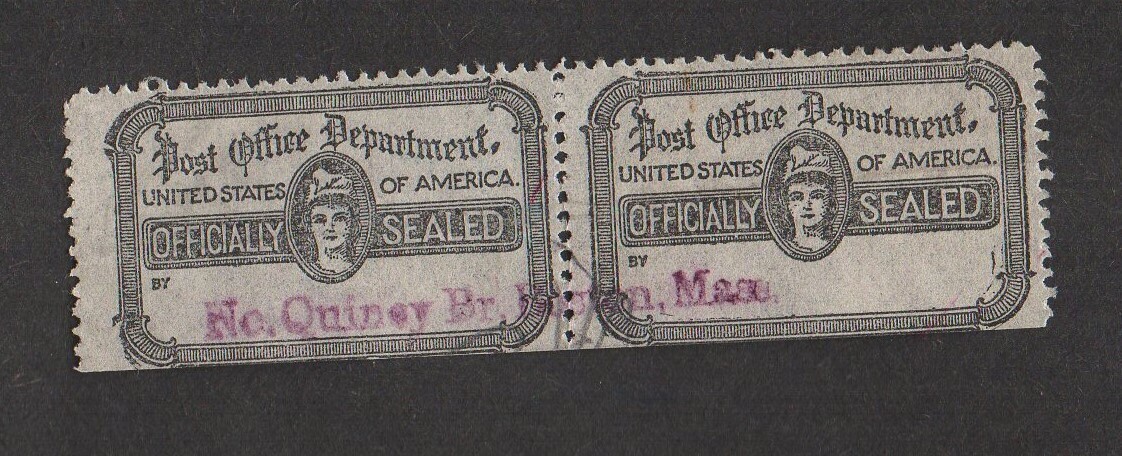 Post Office Department,
UNITED STATES OF AMERICA.
OFFICIALLY SEALED
BY
Post Office Department,
UNITED STATES OF AMERICA.
OFFICIALLY SEALED
BY
No. Quincy Br., Mass.